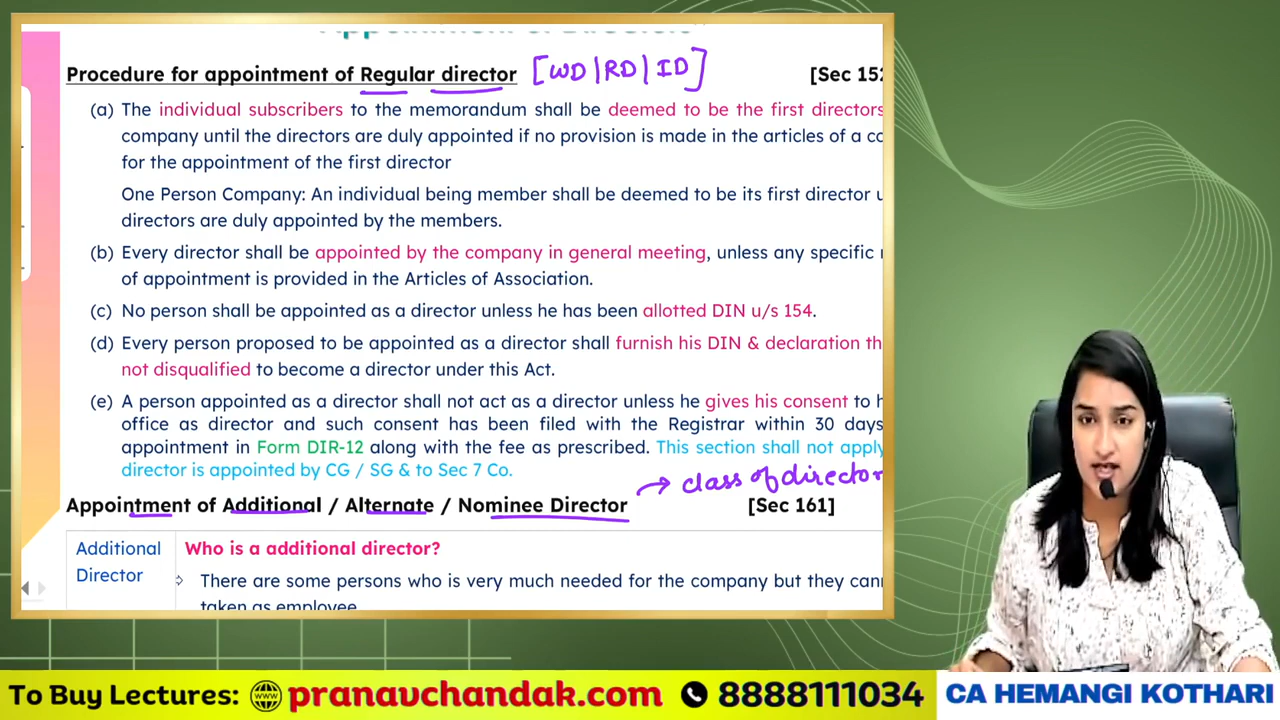 Procedure for appointment of Regular director [WD|RD|ID] [Sec 152
(a) The individual subscribers to the memorandum shall be deemed to be the first directors
company until the directors are duly appointed if no provision is made in the articles of a co
for the appointment of the first director
One Person Company: An individual being member shall be deemed to be its first director u
directors are duly appointed by the members.
(b) Every director shall be appointed by the company in general meeting, unless any specific
of appointment is provided in the Articles of Association.
(c) No person shall be appointed as a director unless he has been allotted DIN u/s 154.
(d) Every person proposed to be appointed as a director shall furnish his DIN & declaration th
not disqualified to become a director under this Act.
(e) A person appointed as a director shall not act as a director unless he gives his consent to h
office as director and such consent has been filed with the Registrar within 30 days
appointment in Form DIR-12 along with the fee as prescribed. This section shall not apply
director is appointed by CG / SG & to Sec 7 Co.
→ class of director
Appointment of Additional / Alternate / Nominee Director [Sec 161]
Additional Director
Who is a additional director?
There are some persons who is very much needed for the company but they can
taken as employee
To Buy Lectures: pranavchandak.com 8888111034 CA HEMANGI KOTHARI